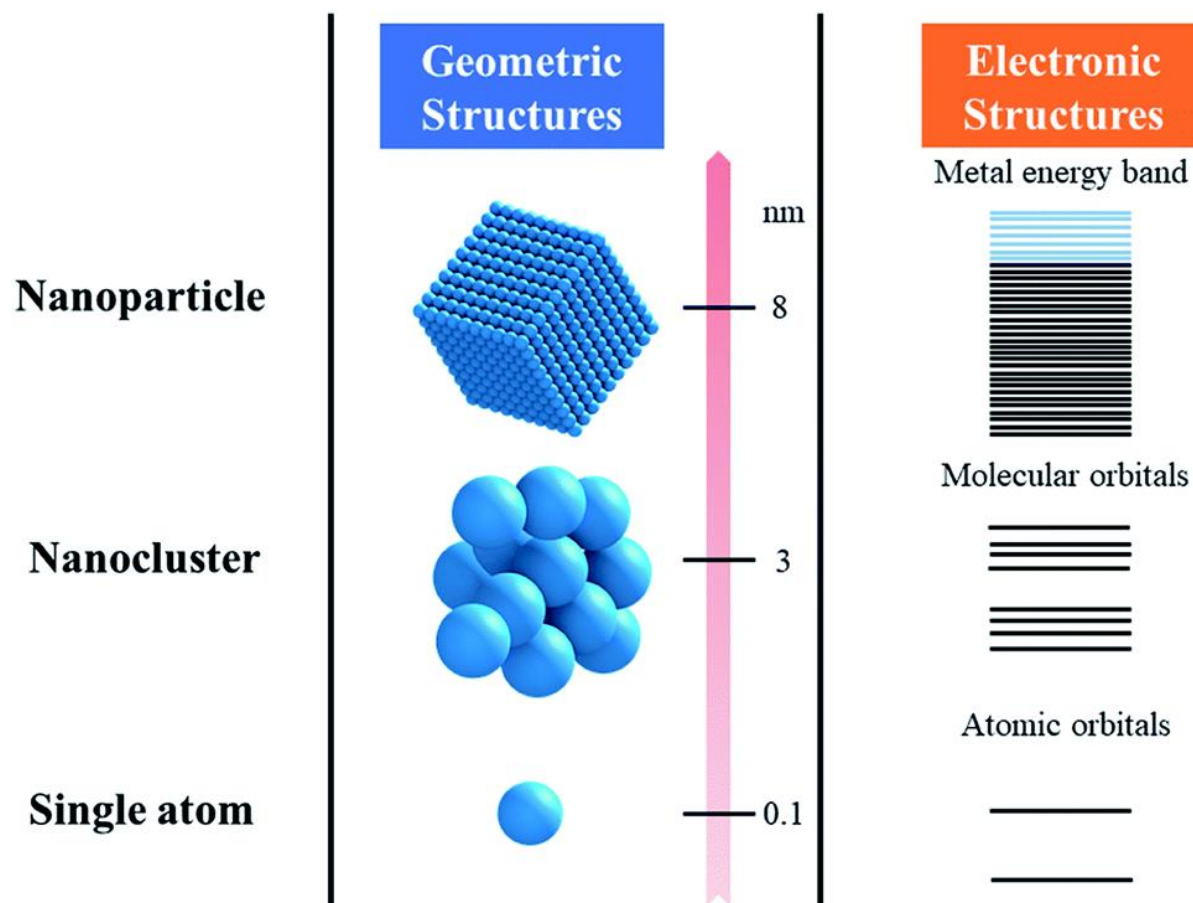 Geometric
Structures
Electronic
Structures
Metal energy band
nm
Nanoparticle
8
Molecular orbitals
Nanocluster
3
Atomic orbitals
Single atom
0.1